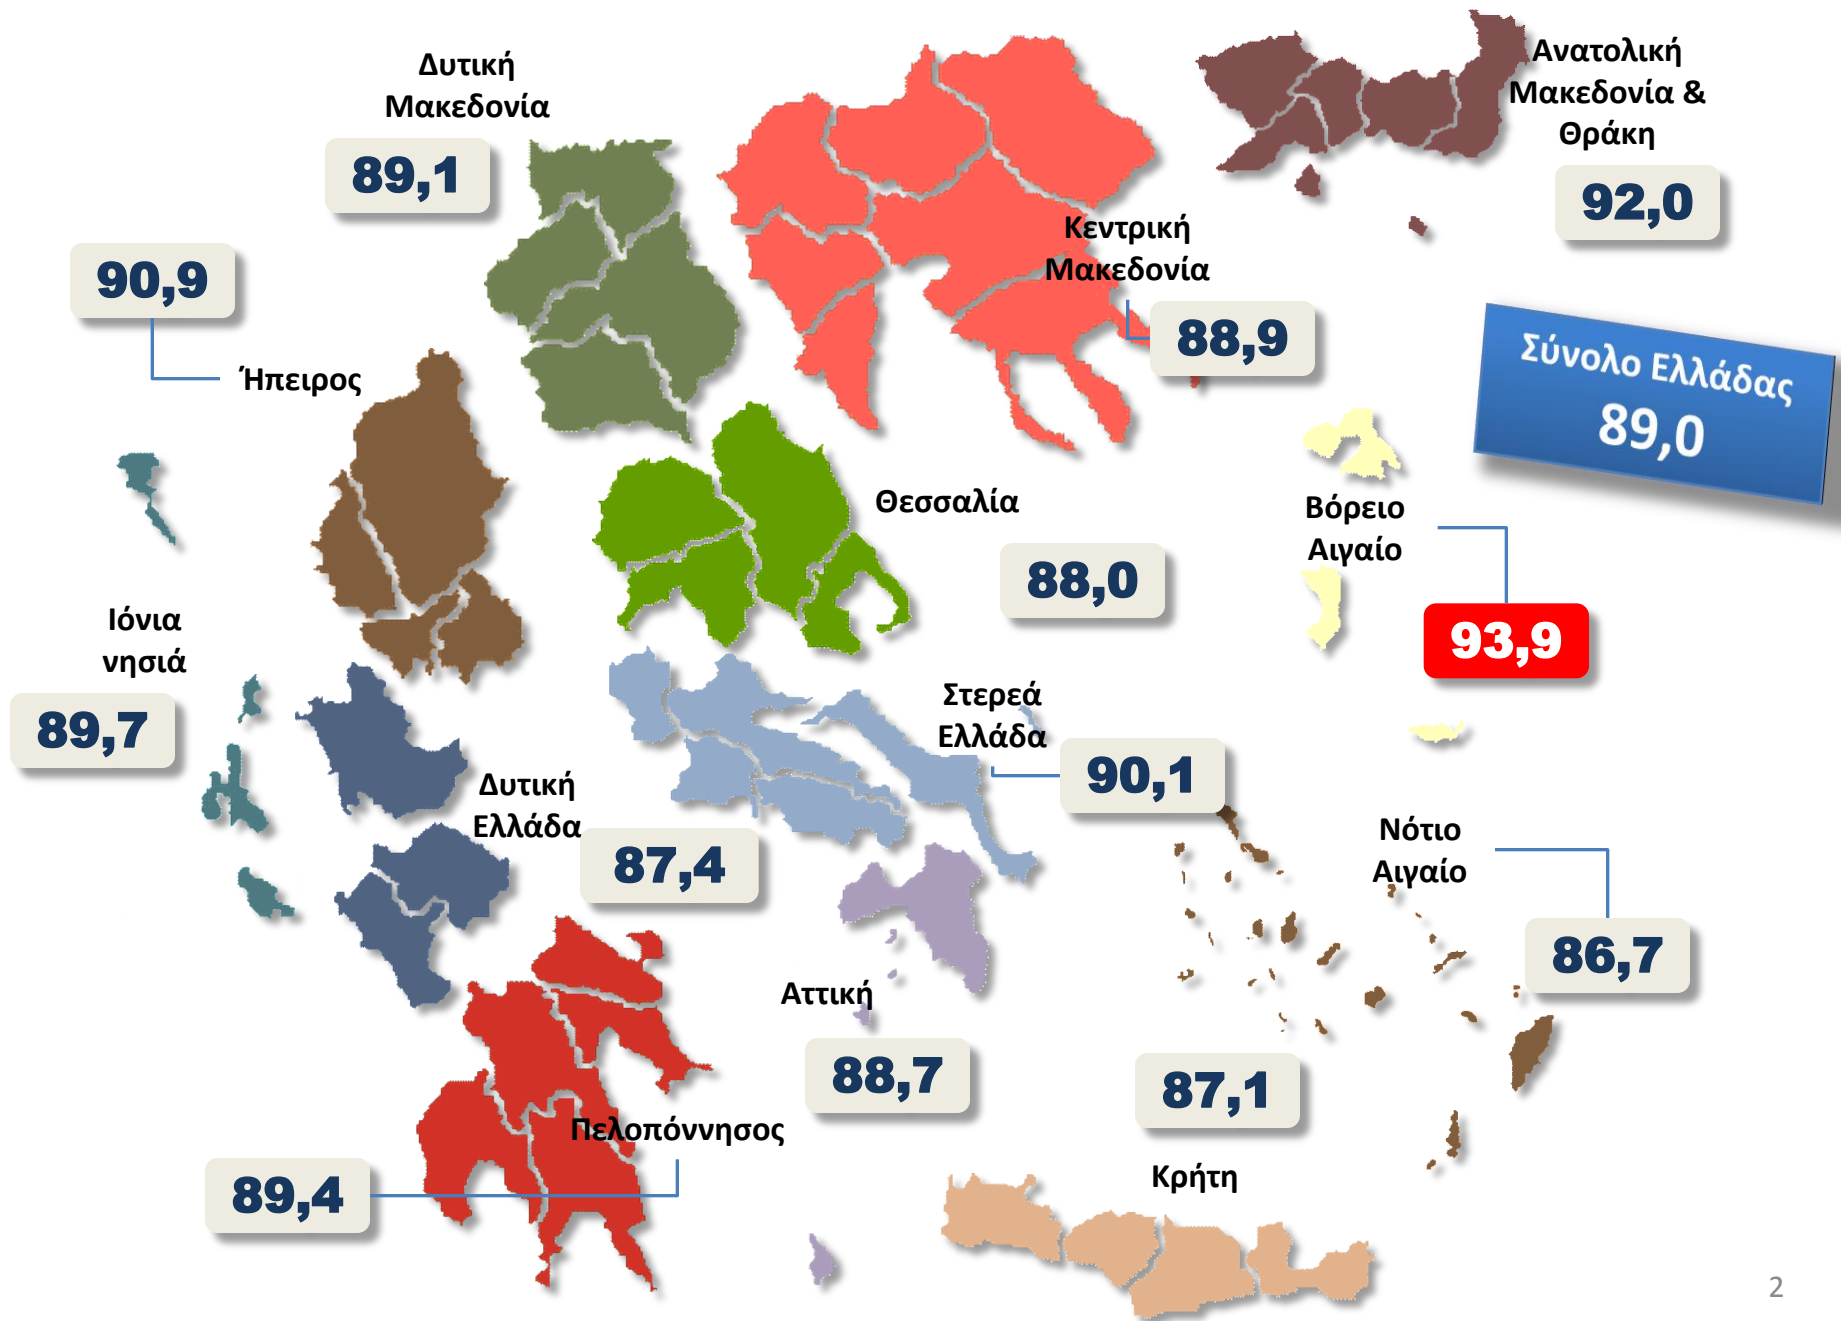 Δυτική
Μακεδονία
89,1
Ανατολική
Μακεδονία &
Θράκη
92,0
Κεντρική
Μακεδονία
88,9
90,9
Ήπειρος
Σύνολο Ελλάδας
89,0
Θεσσαλία
88,0
Βόρειο
Αιγαίο
93,9
Ιόνια
νησιά
89,7
Στερεά
Ελλάδα
90,1
Δυτική
Ελλάδα
87,4
Νότιο
Αιγαίο
86,7
Αττική
88,7
87,1
Κρήτη
Πελοπόννησος
89,4
2